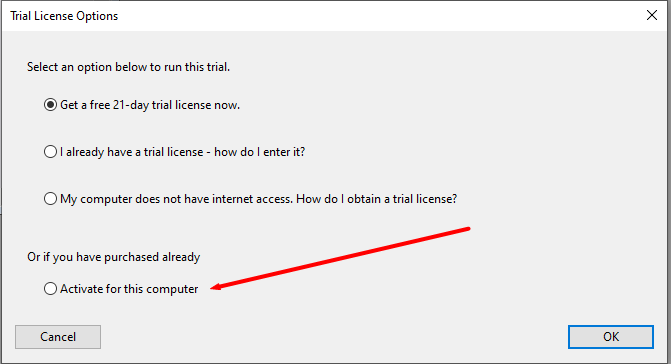 Trial License Options
Select an option below to run this trial.
Get a free 21-day trial license now.
I already have a trial license - how do I enter it?
My computer does not have internet access. How do I obtain a trial license?
Or if you have purchased already
Activate for this computer
Cancel
OK